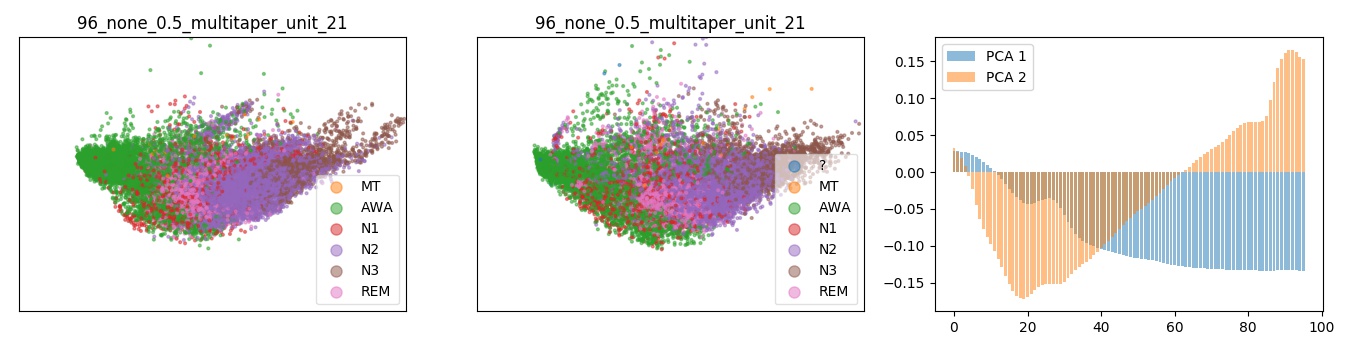 96_none_0.5_multitaper_unit_21
MT
AWA
N1
N2
N3
REM
96_none_0.5_multitaper_unit_21
?
MT
AWA
N1
N2
N3
REM
PCA 1
PCA 2
0.15
0.10
0.05
0.00
−0.05
−0.10
−0.15
0 20 40 60 80 100